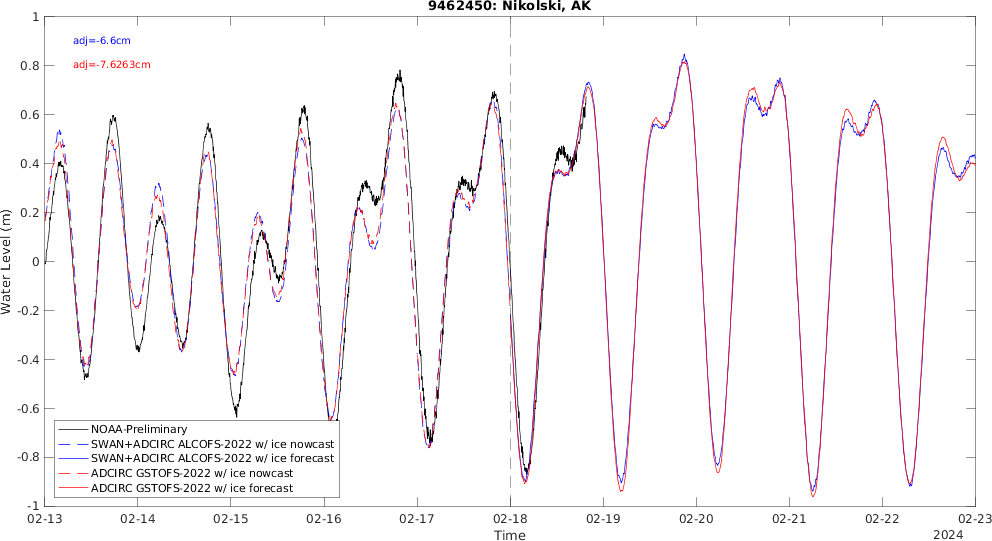 9462450: Nikolski, AK
adj=-6.6cm
adj=-7.6263cm
Water Level (m)
1
0.8
0.6
0.4
0.2
0
-0.2
-0.4
-0.6
-0.8
-1
NOAA-Preliminary
SWAN+ADCIRC ALCOFS-2022 w/ ice nowcast
SWAN+ADCIRC ALCOFS-2022 w/ ice forecast
ADCIRC GSTOFS-2022 w/ ice nowcast
ADCIRC GSTOFS-2022 w/ ice forecast
02-13 02-14 02-15 02-16 02-17 02-18 02-19 02-20 02-21 02-22 02-23
Time
2024